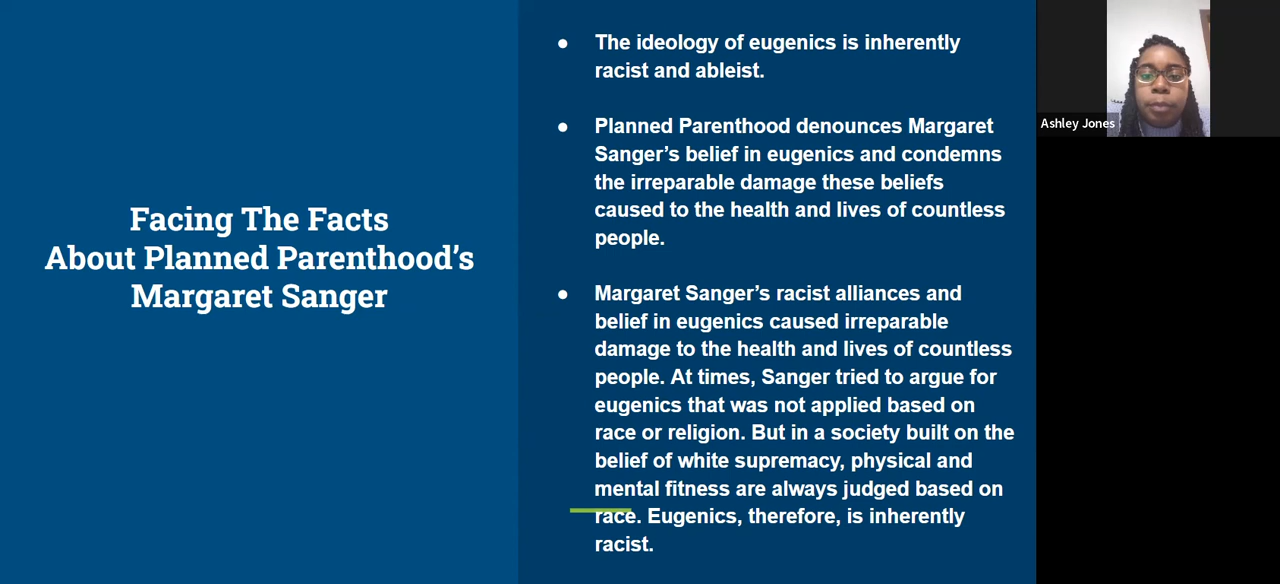 Facing The Facts
About Planned Parenthood’s
Margaret Sanger
● The ideology of eugenics is inherently
racist and ableist.
● Planned Parenthood denounces Margaret
Sanger’s belief in eugenics and condemns
the irreparable damage these beliefs
caused to the health and lives of countless
people.
● Margaret Sanger’s racist alliances and
belief in eugenics caused irreparable
damage to the health and lives of countless
people. At times, Sanger tried to argue for
eugenics that was not applied based on
race or religion. But in a society built on the
belief of white supremacy, physical and
mental fitness are always judged based on
race. Eugenics, therefore, is inherently
racist.
Ashley Jones